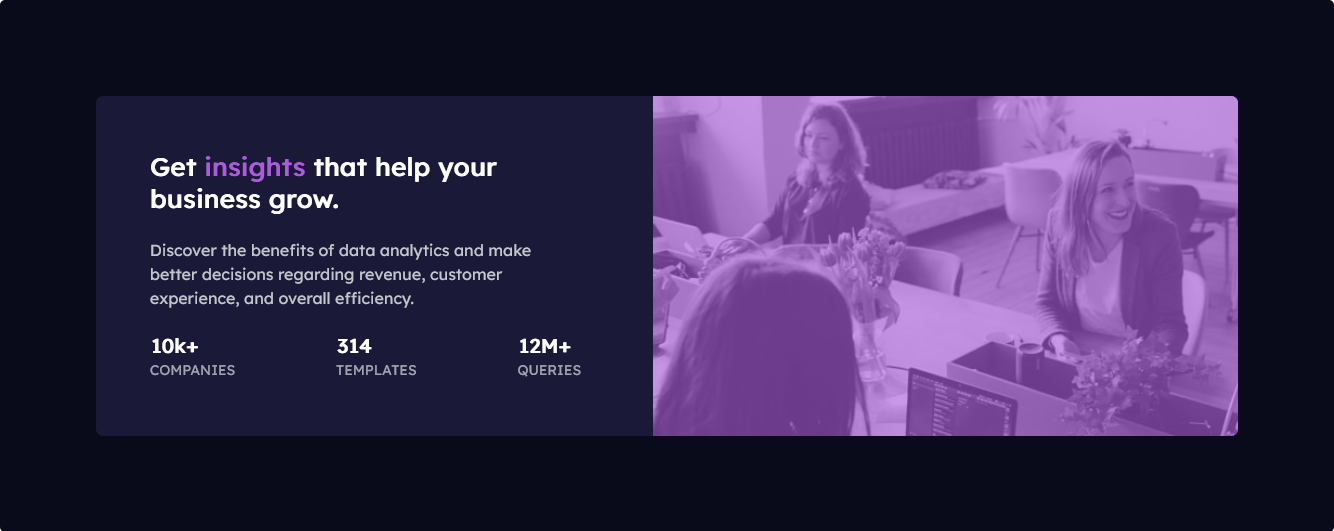 Get insights that help your
business grow.
Discover the benefits of data analytics and make
better decisions regarding revenue, customer
experience, and overall efficiency.
10k+
COMPANIES
314
TEMPLATES
12M+
QUERIES